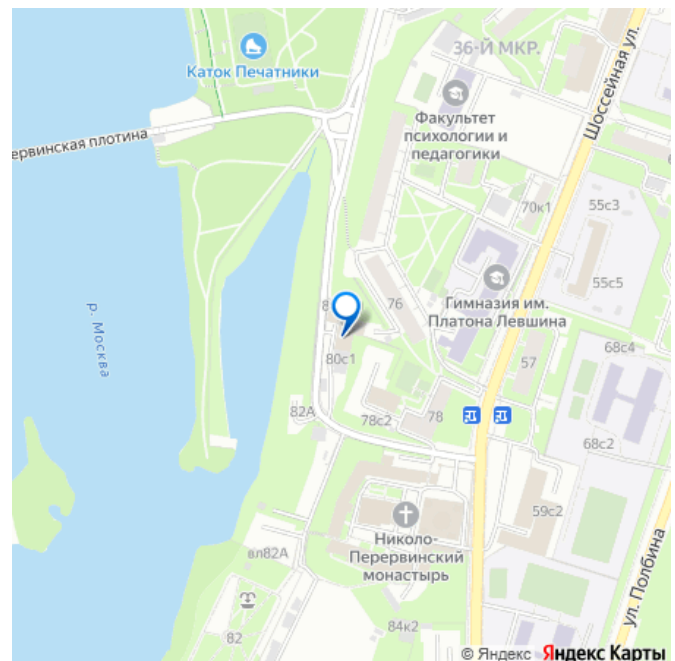 36-Й МКР.
Каток Печатники
Шоссейная ул.
Факультет
психологии и
педагогики
ервинская плотина
70к1
55с3
55с5
76
Гимназия им.
Платона Левшина
р. Москва
80с1
68с4
57
82А
78с2
78
68с2
59с2
Николо-
Перервинский
монастырь
вл82А
ул. Полбина
82
84к2
© Яндекс Яндекс Карты